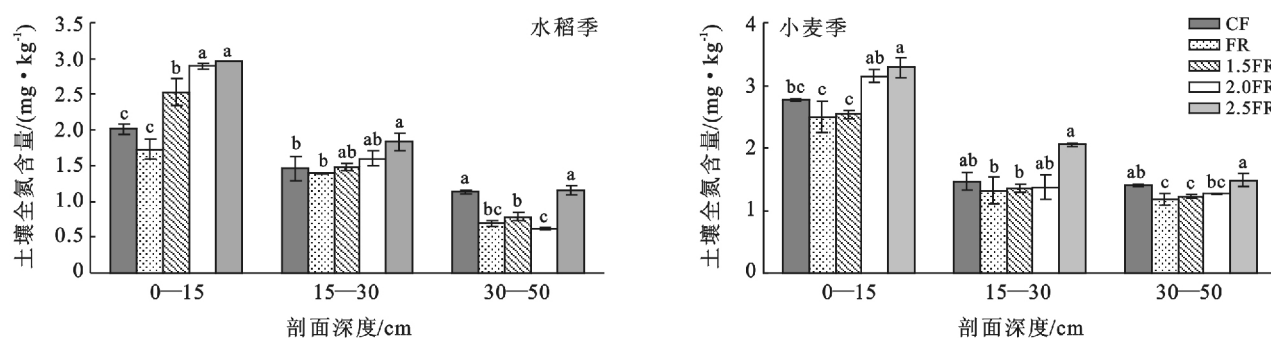 土壤全氮含量/(mg·kg⁻¹)
3.5
3.0
2.5
2.0
1.5
1.0
0.5
0
水稻季
c c b a a
ab b ab ab a
a bc b c a
0—15 15—30 30—50
剖面深度/cm
土壤全氮含量/(mg·kg⁻¹)
4
3
2
1
0
小麦季
bc c c ab a
ab b b ab a
ab c c bc a
0—15 15—30 30—50
剖面深度/cm
CF
FR
1.5FR
2.0FR
2.5FR